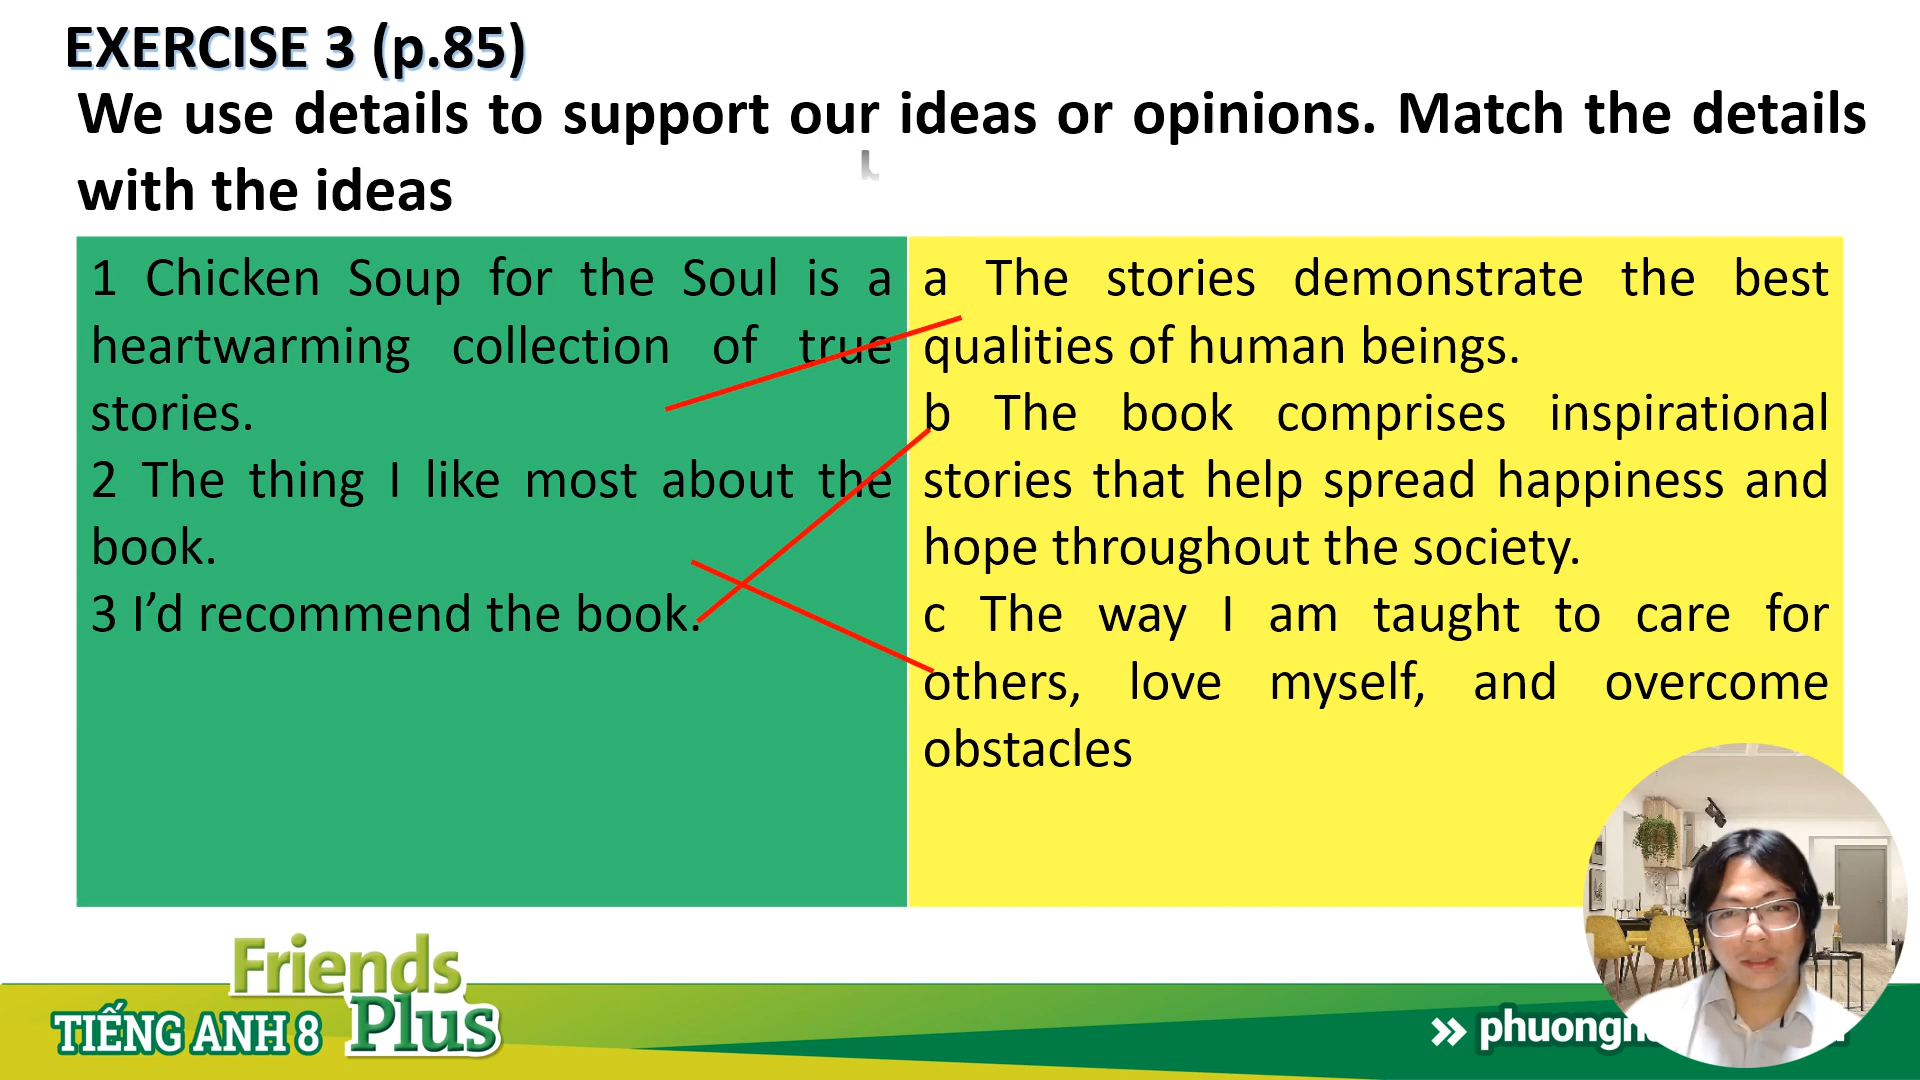 EXERCISE 3 (p.85)
We use details to support our ideas or opinions. Match the details
with the ideas
1 Chicken Soup for the Soul is a
heartwarming collection of true
stories.
2 The thing I like most about the
book.
3 I’d recommend the book.
a The stories demonstrate the best
qualities of human beings.
b The book comprises inspirational
stories that help spread happiness and
hope throughout the society.
c The way I am taught to care for
others, love myself, and overcome
obstacles
Friends
Plus
TIẾNG ANH 8